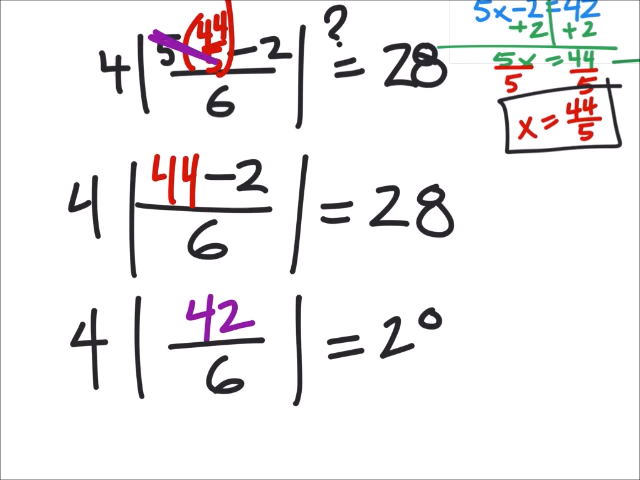 5x-2=42
+2 +2
5x = 44
5 5
x = 44/5
4|(5(44/5)-2)/6| ?= 28
4|(44-2)/6| = 28
4|42/6| = 2